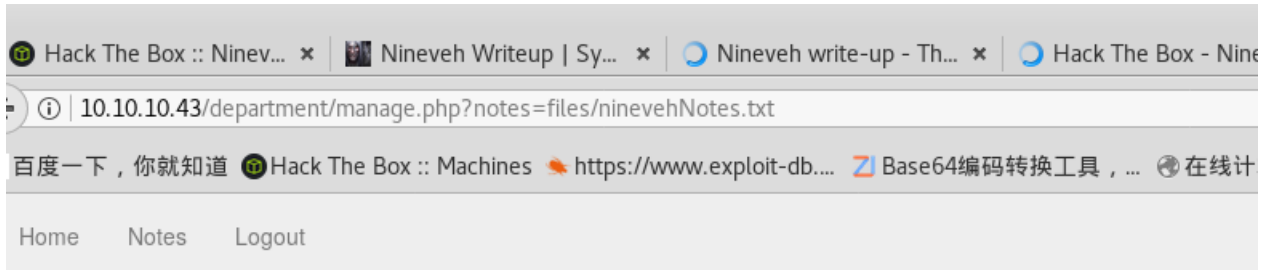 Hack The Box :: Ninev... × Nineveh Writeup | Sy... × Nineveh write-up - Th... × Hack The Box - Nine
10.10.10.43/department/manage.php?notes=files/ninevehNotes.txt
百度一下，你就知道 Hack The Box :: Machines https://www.exploit-db.... Base64编码转换工具，... 在线计
Home Notes Logout